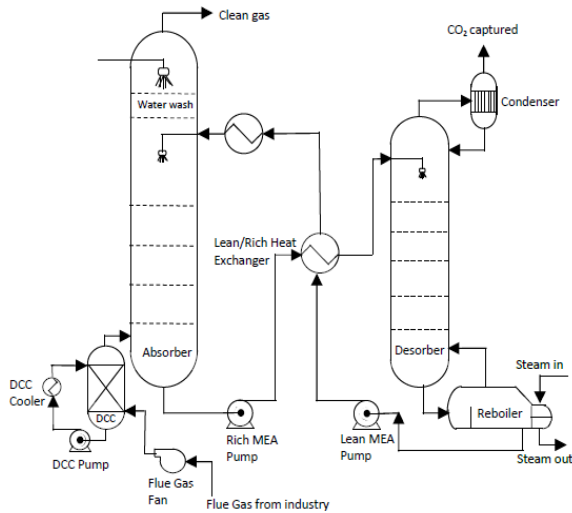 Clean gas
CO₂ captured
Water wash
Condenser
Lean/Rich Heat
Exchanger
Absorber
Desorber
Steam in
DCC
Cooler
DCC
Reboiler
DCC Pump
Rich MEA
Pump
Lean MEA
Pump
Steam out
Flue Gas
Fan
Flue Gas from industry